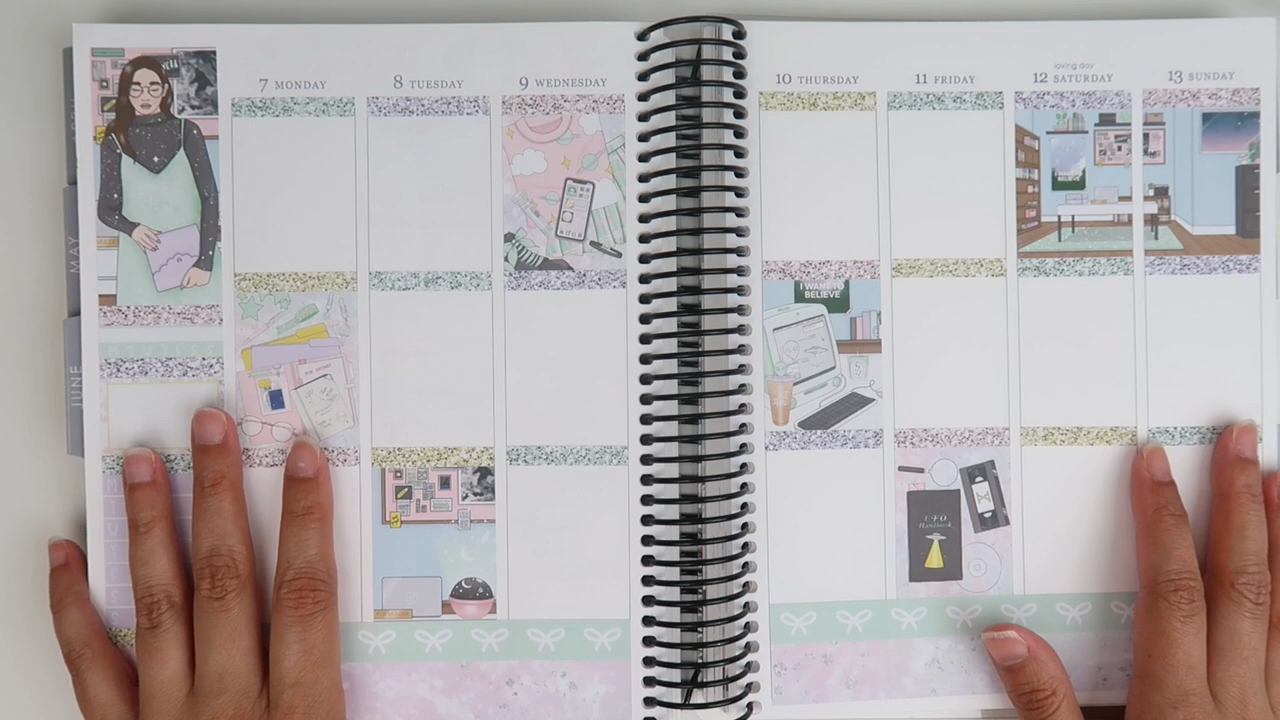 7 MONDAY
8 TUESDAY
9 WEDNESDAY
10 THURSDAY
11 FRIDAY
loving day
12 SATURDAY
13 SUNDAY
MAY
JUNE
I WANT TO
BELIEVE
UFO
Handbook